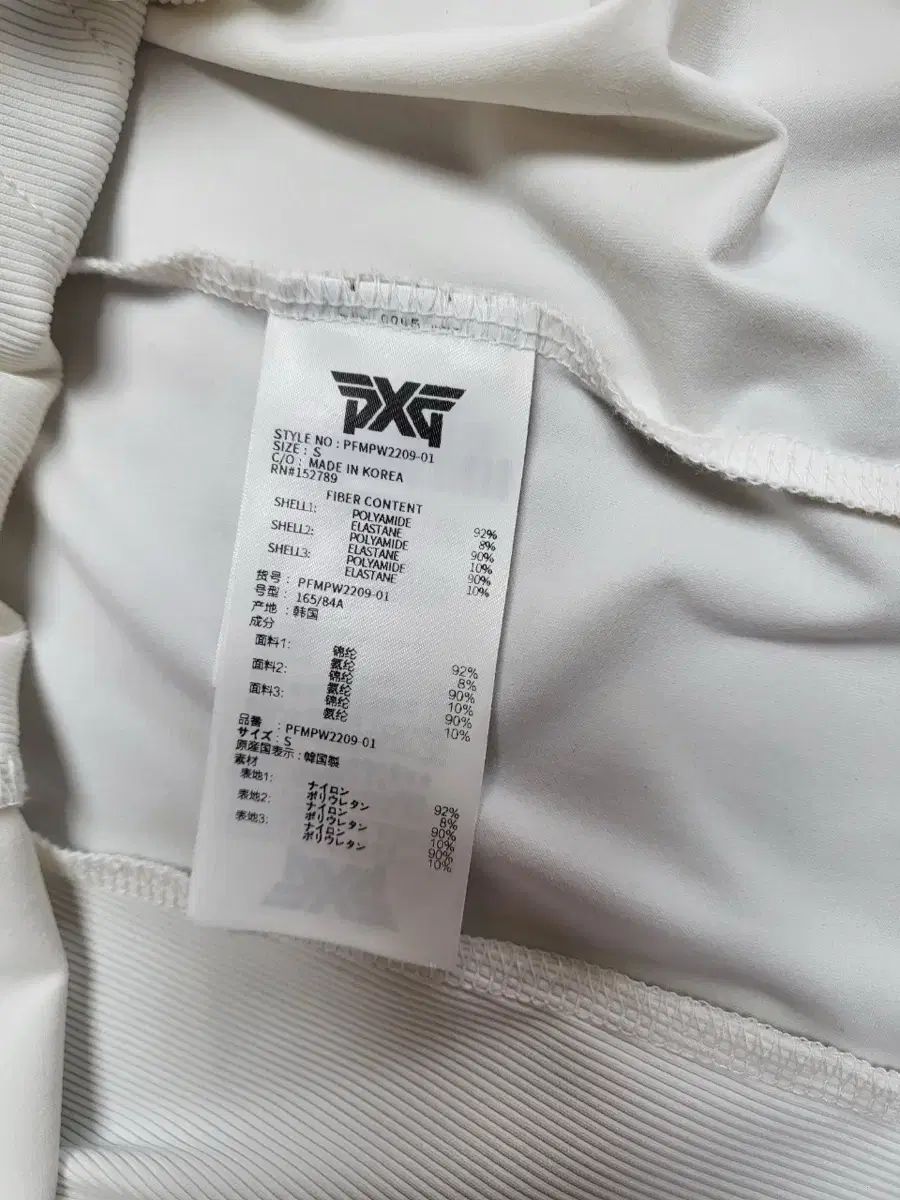 PXG
STYLE NO : PFMPW2209-01
SIZE : S
C/O : MADE IN KOREA
RN#152789
FIBER CONTENT
SHELL1: POLYAMIDE 92%
ELASTANE 8%
SHELL2: POLYAMIDE 90%
ELASTANE 10%
SHELL3: POLYAMIDE 90%
ELASTANE 10%
货号 : PFMPW2209-01
号型 : 165/84A
产地 : 韩国
成分
面料1: 锦纶 92%
氨纶 8%
面料2: 锦纶 90%
氨纶 10%
面料3: 锦纶 90%
氨纶 10%
品番 : PFMPW2209-01
サイズ : S
原産国表示 : 韓国製
素材
表地1: ナイロン 92%
ポリウレタン 8%
表地2: ナイロン 90%
ポリウレタン 10%
表地3: ナイロン 90%
ポリウレタン 10%